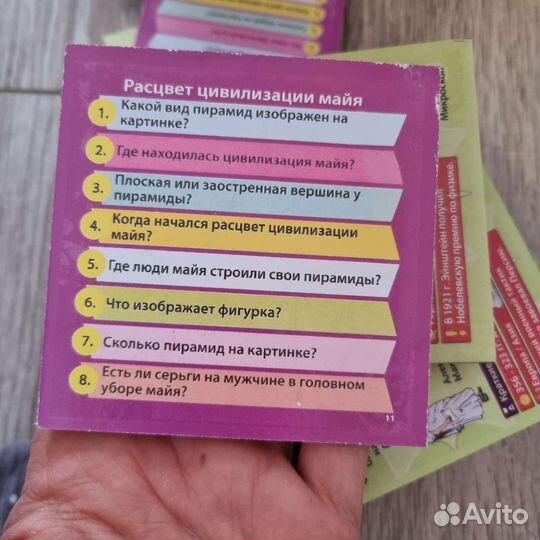 Расцвет цивилизации майя
1. Какой вид пирамид изображен на
картинке?
2. Где находилась цивилизация майя?
3. Плоская или заостренная вершина у
пирамиды?
4. Когда начался расцвет цивилизации
майя?
5. Где люди майя строили свои пирамиды?
6. Что изображает фигурка?
7. Сколько пирамид на картинке?
8. Есть ли серьги на мужчине в головном
уборе майя?
11
Микроскоп
В 1921 г. Эйнштейн получил
Нобелевскую премию по физике.
356 - 323 г
Avito